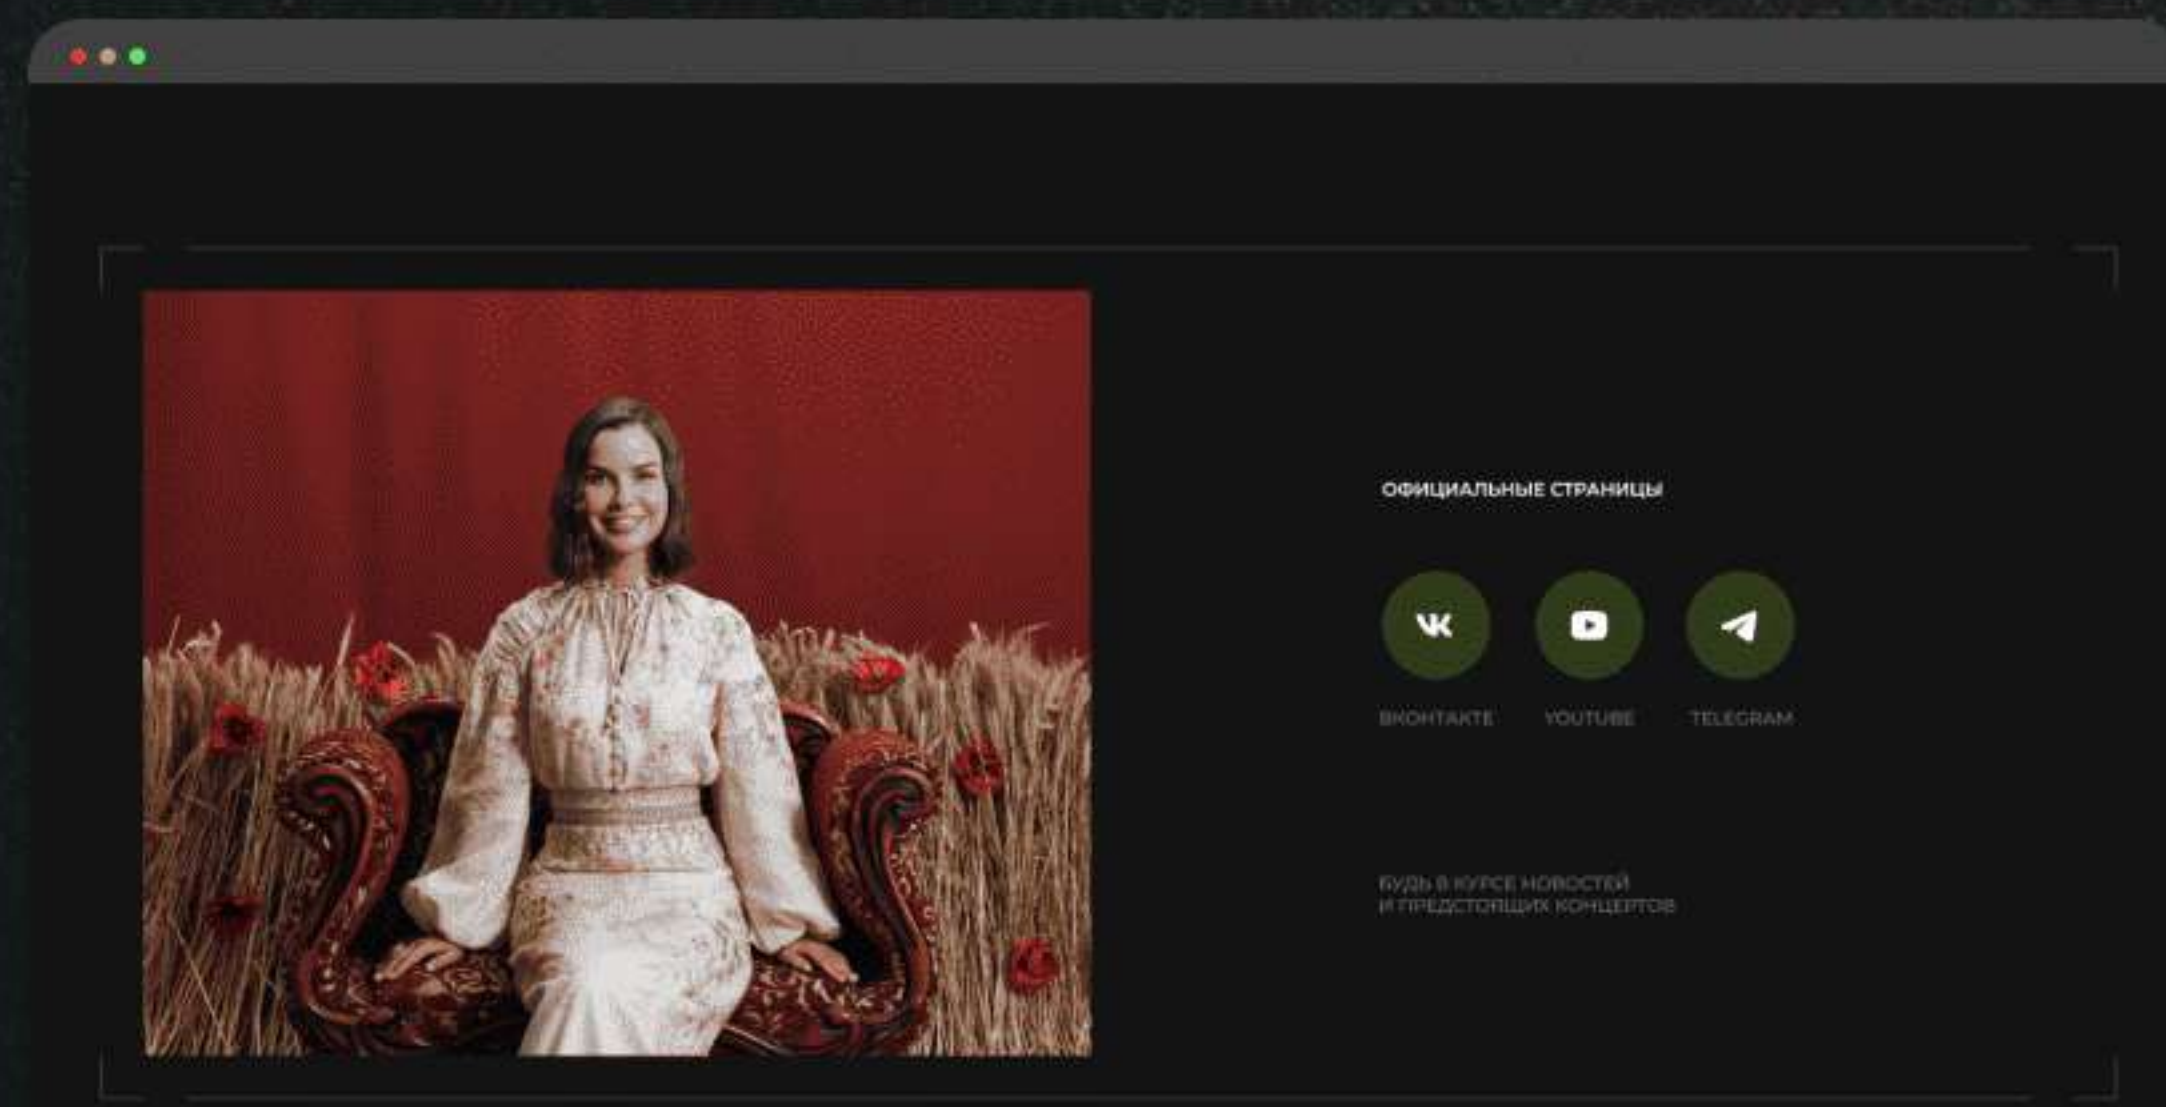 ОФИЦИАЛЬНЫЕ СТРАНИЦЫ
ВКОНТАКТЕ
YOUTUBE
TELEGRAM
БУДЬ В КУРСЕ НОВОСТЕЙ
И ПРЕДСТОЯЩИХ КОНЦЕРТОВ